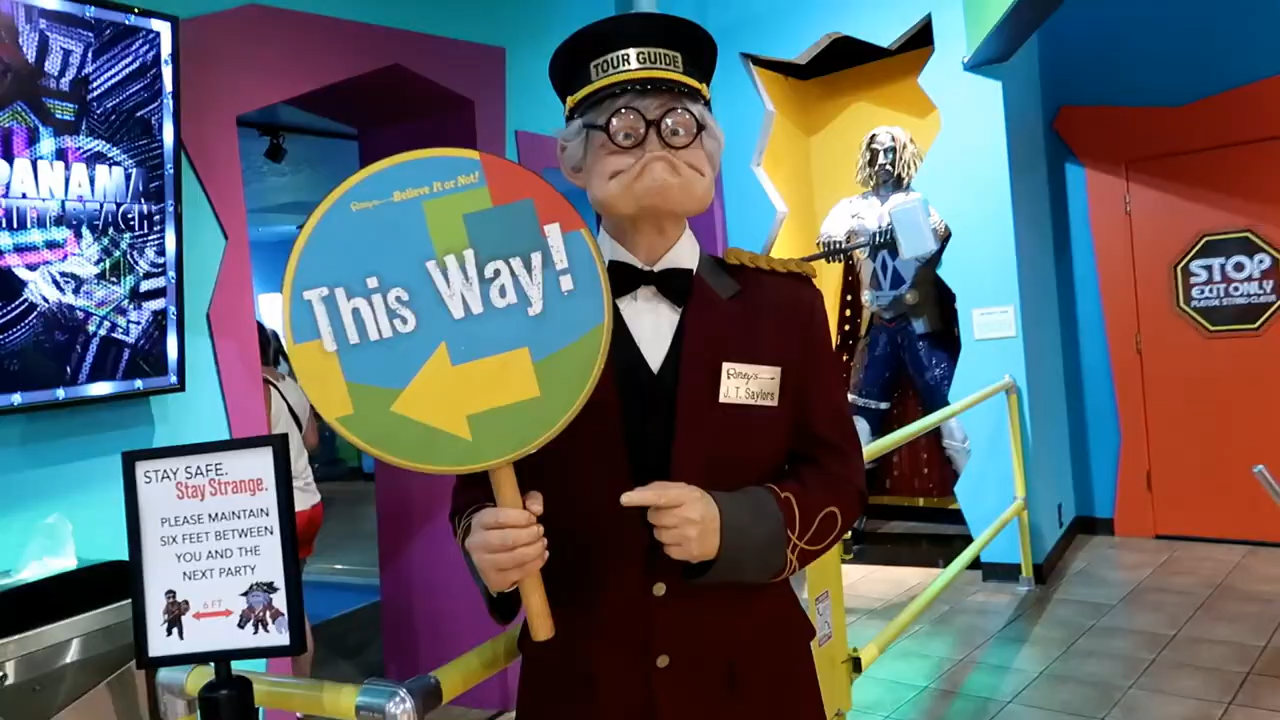 PANAMA
CITY BEACH
TOUR GUIDE
Ripley's Believe It or Not!
This Way!
Ripley's
J. T. Saylors
STOP
EXIT ONLY
PLEASE STAND CLEAR
STAY SAFE.
Stay Strange.
PLEASE MAINTAIN
SIX FEET BETWEEN
YOU AND THE
NEXT PARTY
6 FT